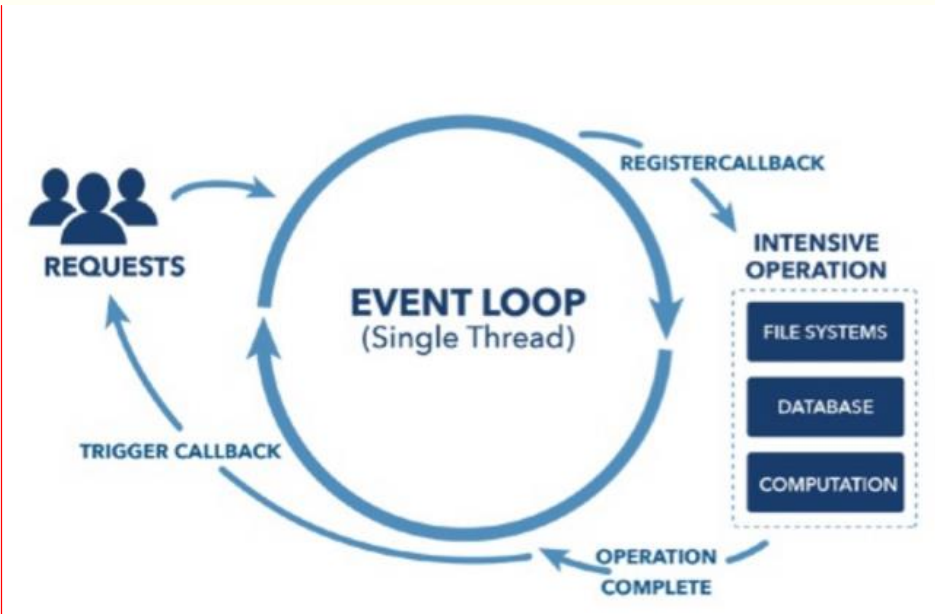 REGISTERCALLBACK
REQUESTS
EVENT LOOP
(Single Thread)
INTENSIVE
OPERATION
FILE SYSTEMS
DATABASE
COMPUTATION
TRIGGER CALLBACK
OPERATION
COMPLETE